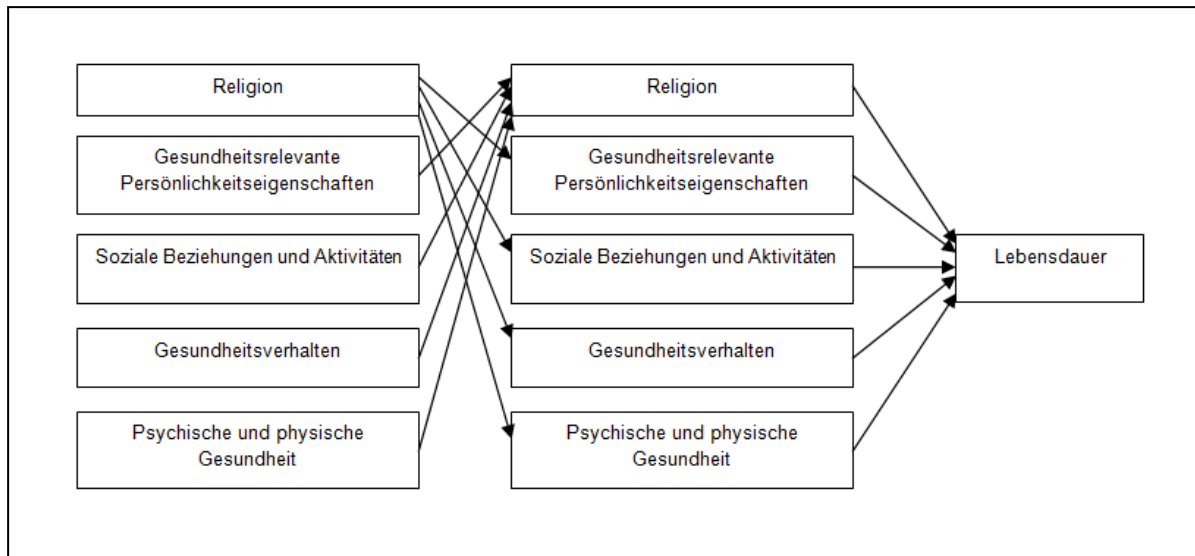 Religion
Religion
Gesundheitsrelevante
Persönlichkeitseigenschaften
Gesundheitsrelevante
Persönlichkeitseigenschaften
Soziale Beziehungen und Aktivitäten
Soziale Beziehungen und Aktivitäten
Lebensdauer
Gesundheitsverhalten
Gesundheitsverhalten
Psychische und physische
Gesundheit
Psychische und physische
Gesundheit